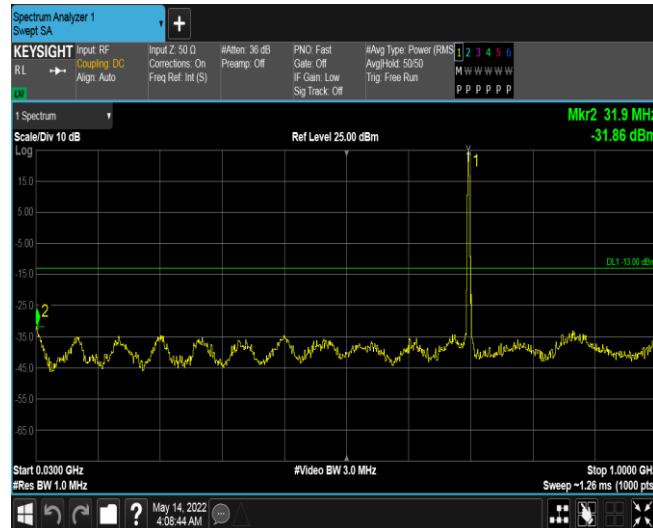 Spectrum Analyzer 1
Swept SA
+
KEYSIGHT Input: RF Input Z: 50 Ω #Atten: 36 dB PNO: Fast #Avg Type: Power (RMS 1 2 3 4 5 6
RL Coupling: DC Corrections: On Preamp: Off Gate: Off Avg|Hold: 50/50 M W W W W W
Align: Auto Freq Ref: Int (S) IF Gain: Low Trig: Free Run
Sig Track: Off P P P P P P
1 Spectrum
Mkr2 31.9 MHz
Scale/Div 10 dB Ref Level 25.00 dBm -31.86 dBm
Log
1
15.0
5.00
-5.00
DL1 -13.00 dBm
-15.0
-25.0
2
-35.0
-45.0
-55.0
-65.0
Start 0.0300 GHz #Video BW 3.0 MHz Stop 1.0000 GH
#Res BW 1.0 MHz Sweep ~1.26 ms (1000 pts
? May 14, 2022
4:08:44 AM